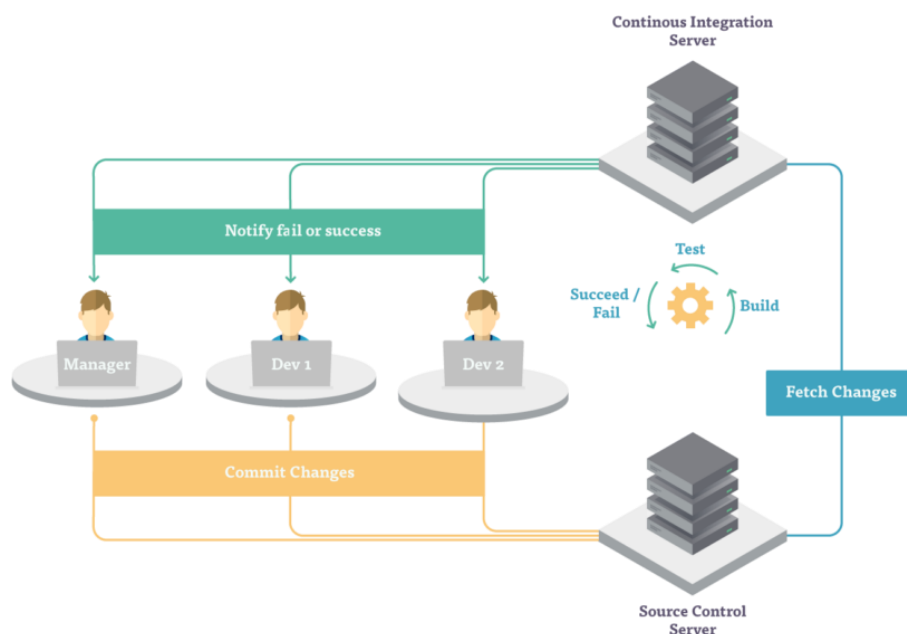 Continous Integration
Server
Notify fail or success
Test
Succeed /
Fail
Build
Manager
Dev 1
Dev 2
Fetch Changes
Commit Changes
Source Control
Server